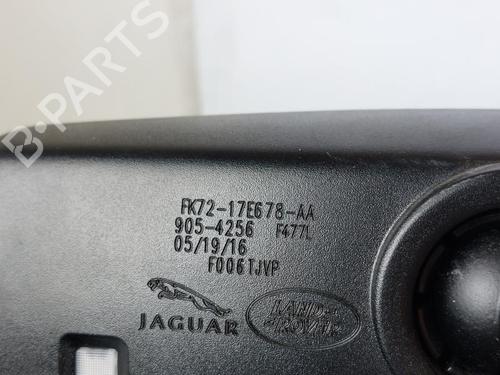 FK72-17E678-AA
905-4256 F477L
05/19/16
F006TJVP
JAGUAR
LAND-
ROVER
B-PARTS